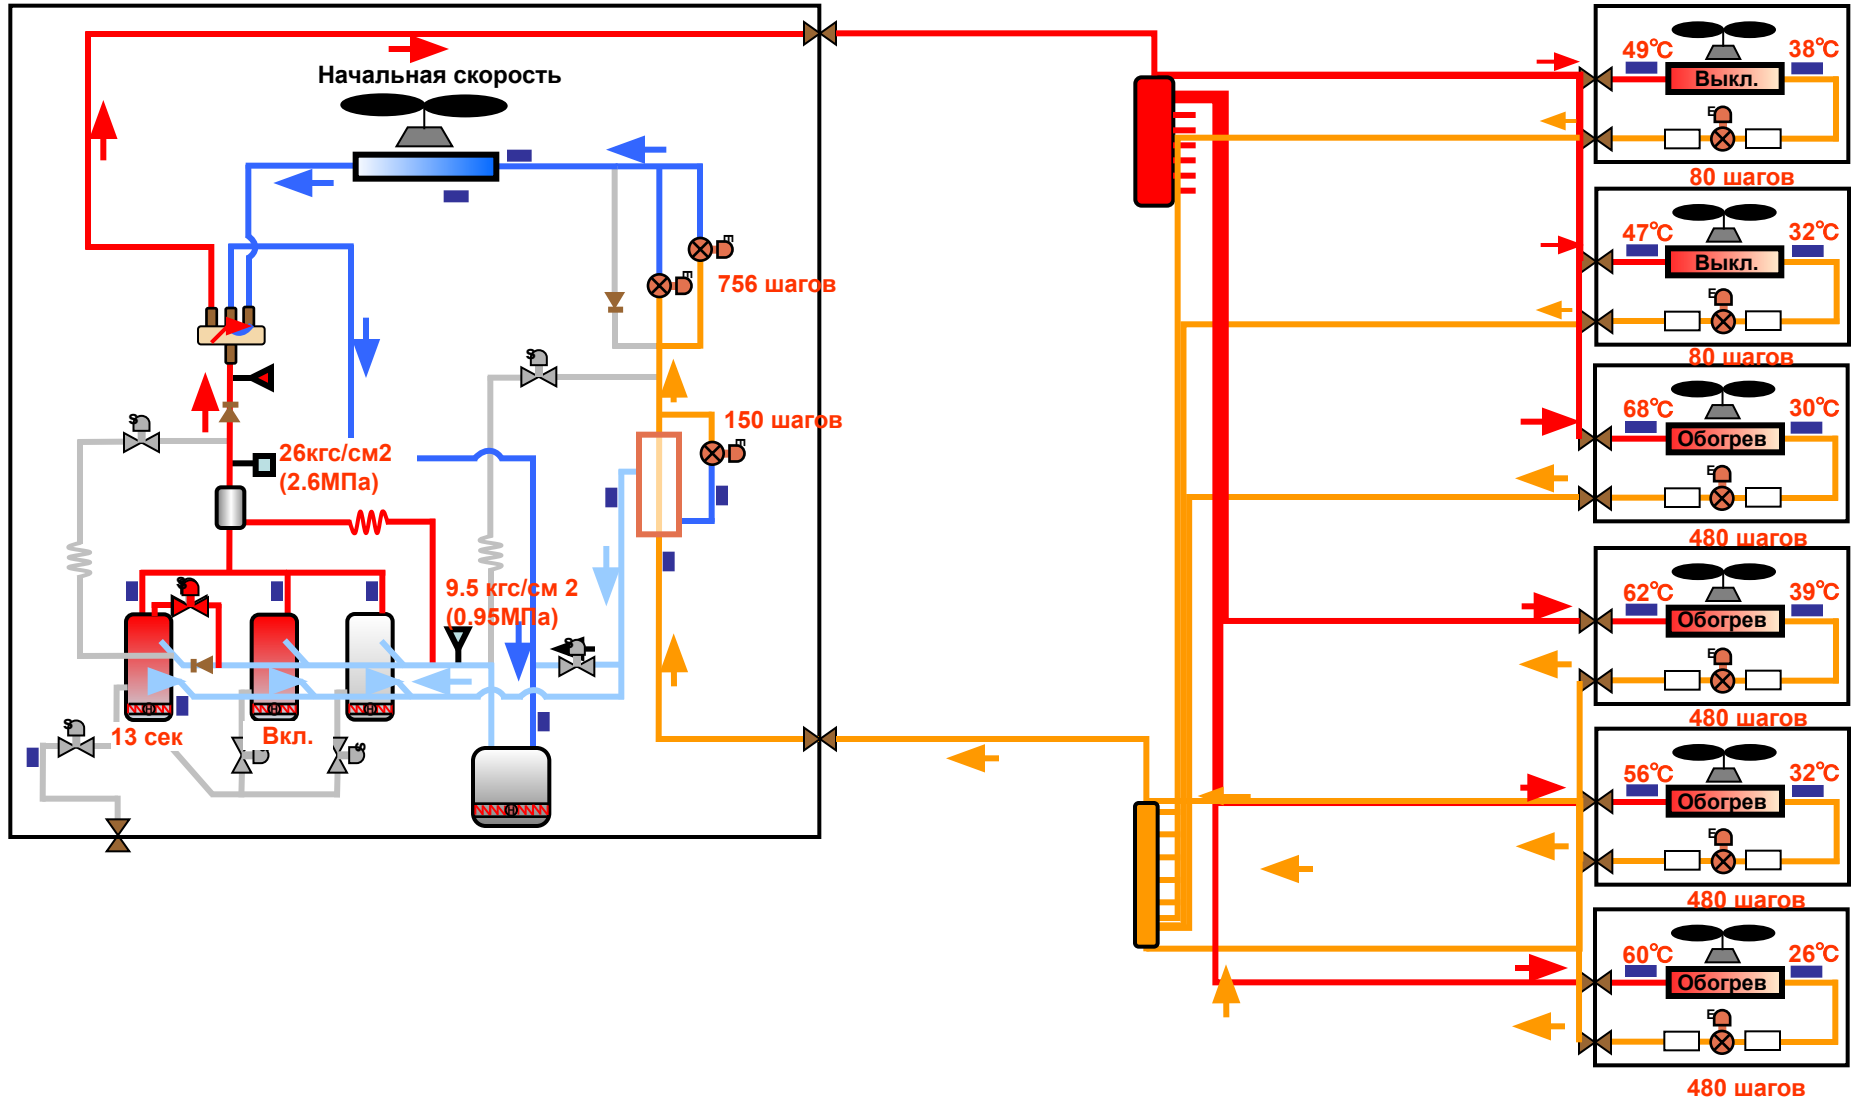 Начальная скорость
756 шагов
150 шагов
26кгс/см2
(2.6МПа)
9.5 кгс/см 2
(0.95МПа)
13 сек
Вкл.
S
S
S
S
S
S
S
E
E
E
H
H
H
H
49°C
38°C
Выкл.
E
80 шагов
47°C
32°C
Выкл.
E
80 шагов
68°C
30°C
Обогрев
E
480 шагов
62°C
39°C
Обогрев
E
480 шагов
56°C
32°C
Обогрев
E
480 шагов
60°C
26°C
Обогрев
E
480 шагов